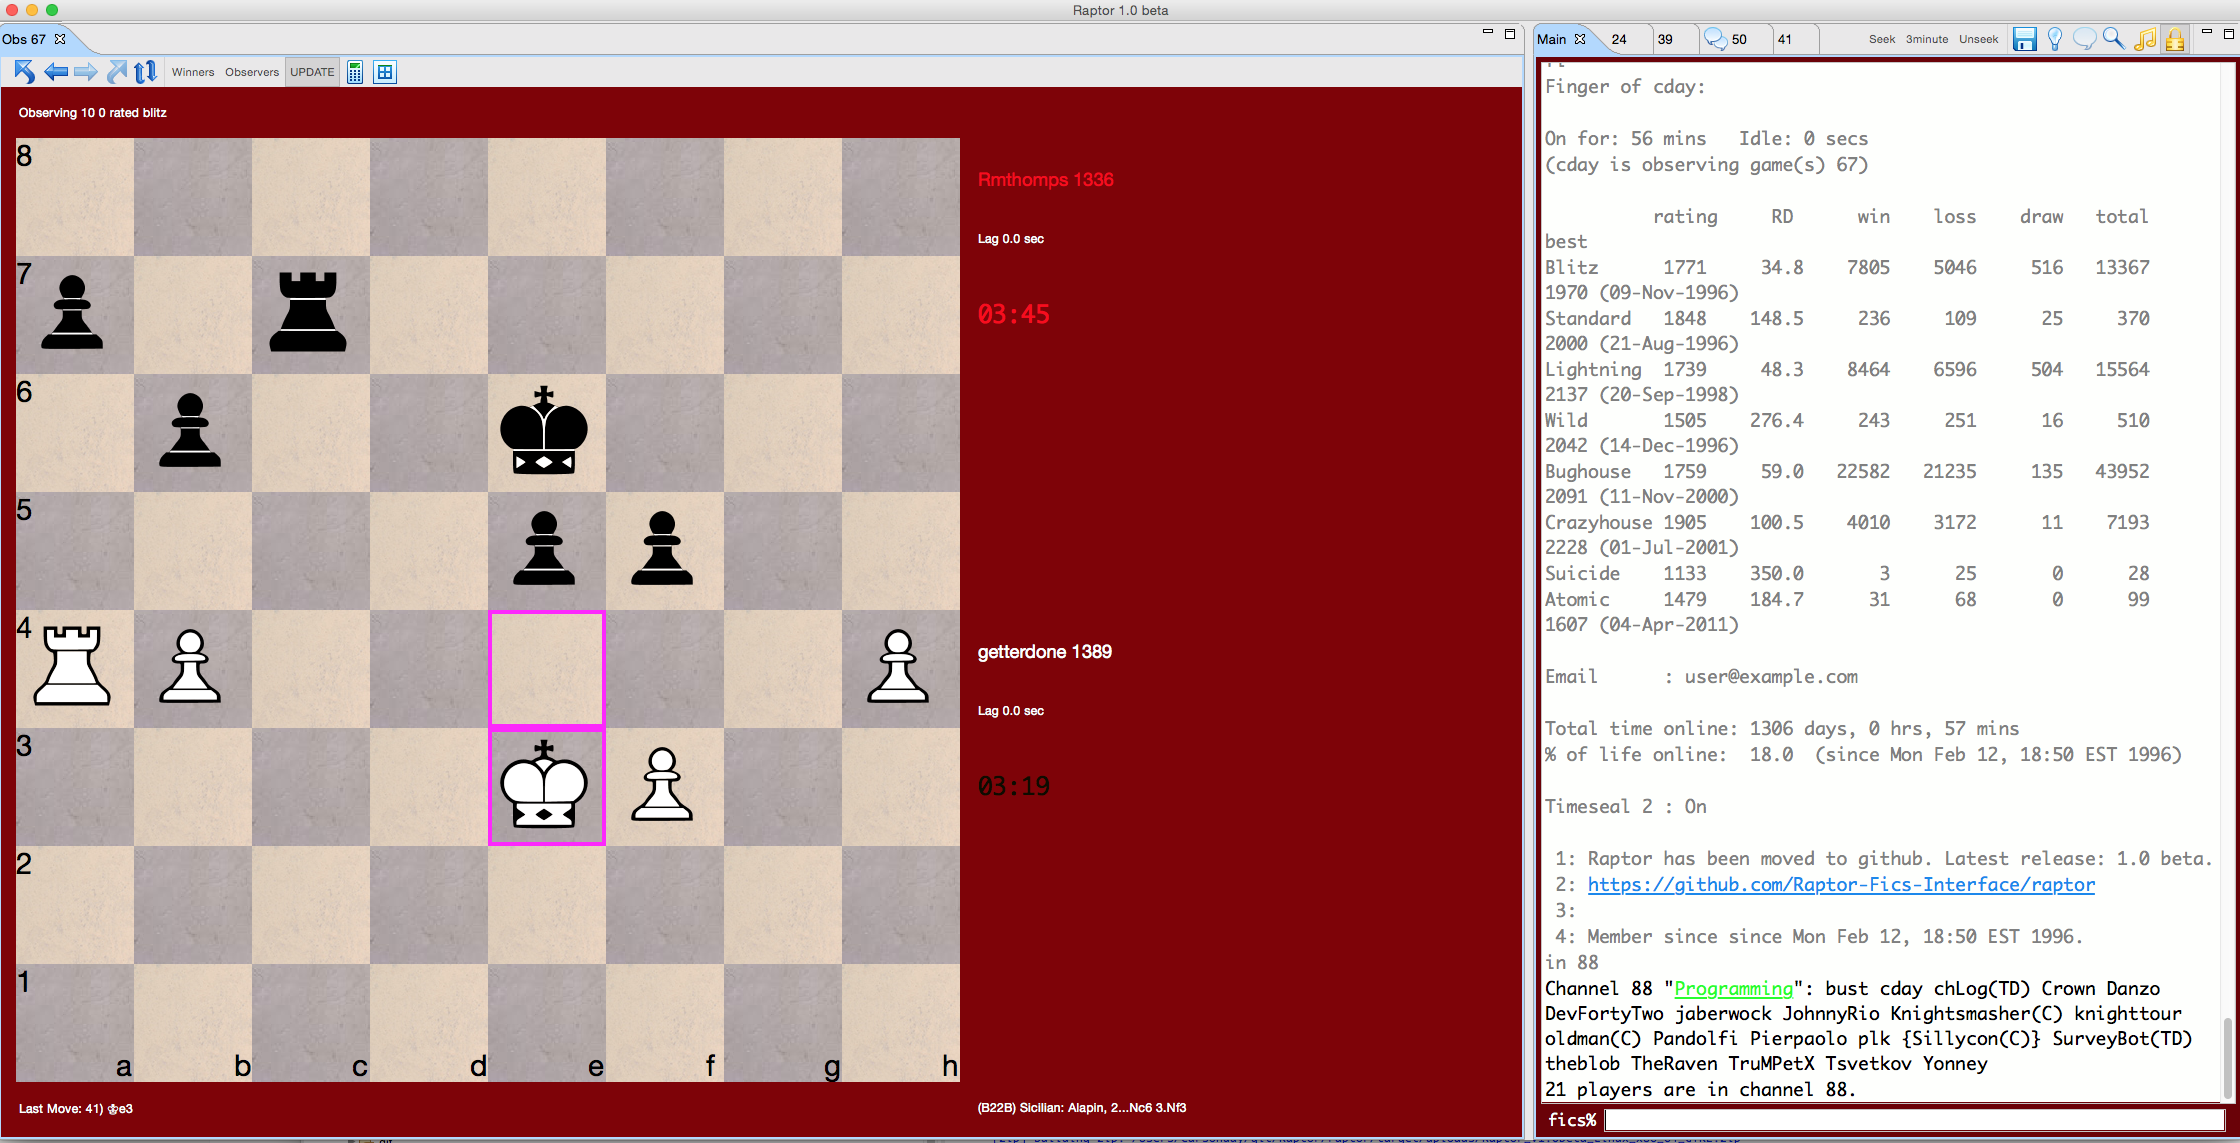 Raptor 1.0 beta
Obs 67
Winners Observers UPDATE
Observing 10 0 rated blitz
8
7
6
5
4
3
2
1
a b c d e f g h
Rmthomps 1336
Lag 0.0 sec
03:45
getterdone 1389
Lag 0.0 sec
03:19
Last Move: 41) ♔e3
(B22B) Sicilian: Alapin, 2...Nc6 3.Nf3
Main 24 39 50 41 Seek 3minute Unseek
Finger of cday:
On for: 56 mins Idle: 0 secs
(cday is observing game(s) 67)
rating RD win loss draw total
best
Blitz 1771 34.8 7805 5046 516 13367
1970 (09-Nov-1996)
Standard 1848 148.5 236 109 25 370
2000 (21-Aug-1996)
Lightning 1739 48.3 8464 6596 504 15564
2137 (20-Sep-1998)
Wild 1505 276.4 243 251 16 510
2042 (14-Dec-1996)
Bughouse 1759 59.0 22582 21235 135 43952
2091 (11-Nov-2000)
Crazyhouse 1905 100.5 4010 3172 11 7193
2228 (01-Jul-2001)
Suicide 1133 350.0 3 25 0 28
Atomic 1479 184.7 31 68 0 99
1607 (04-Apr-2011)
Email : user@example.com
Total time online: 1306 days, 0 hrs, 57 mins
% of life online: 18.0 (since Mon Feb 12, 18:50 EST 1996)
Timeseal 2 : On
1: Raptor has been moved to github. Latest release: 1.0 beta.
2: https://github.com/Raptor-Fics-Interface/raptor
3:
4: Member since since Mon Feb 12, 18:50 EST 1996.
in 88
Channel 88 "Programming": bust cday chLog(TD) Crown Danzo
DevFortyTwo jaberwock JohnnyRio Knightsmasher(C) knighttour
oldman(C) Pandolfi Pierpaolo plk {Sillycon(C)} SurveyBot(TD)
theblob TheRaven TruMPetX Tsvetkov Yonney
21 players are in channel 88.
fics%